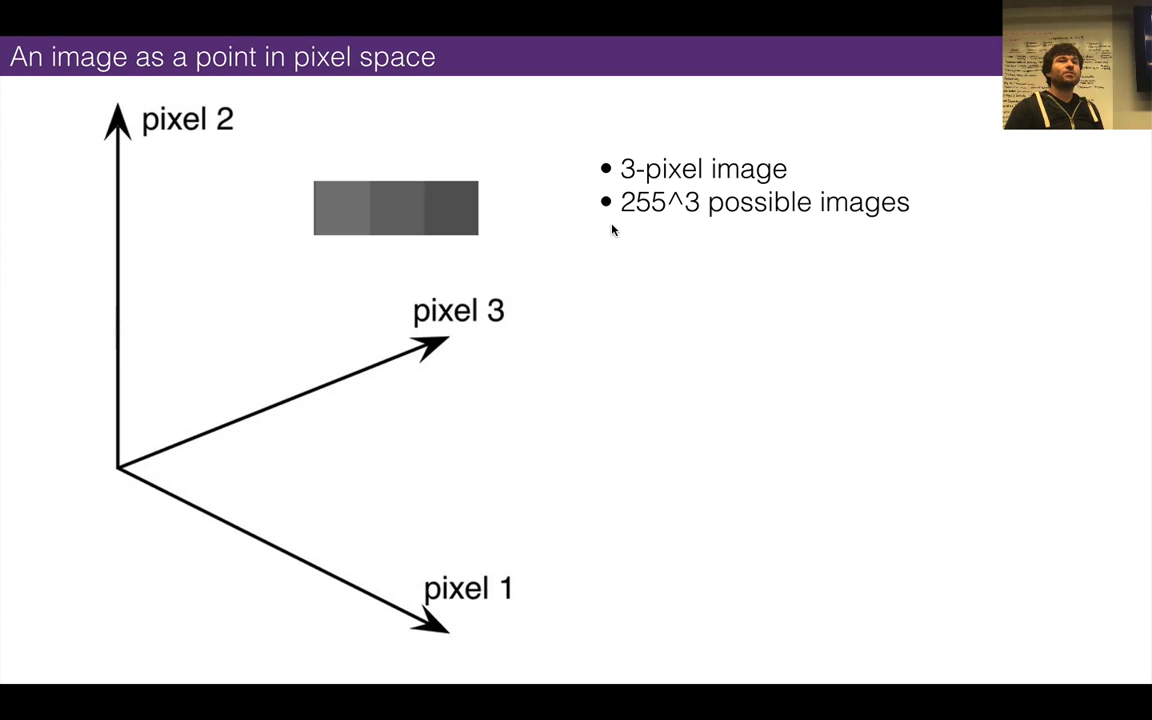 An image as a point in pixel space
pixel 2
• 3-pixel image
• 255^3 possible images
pixel 3
pixel 1